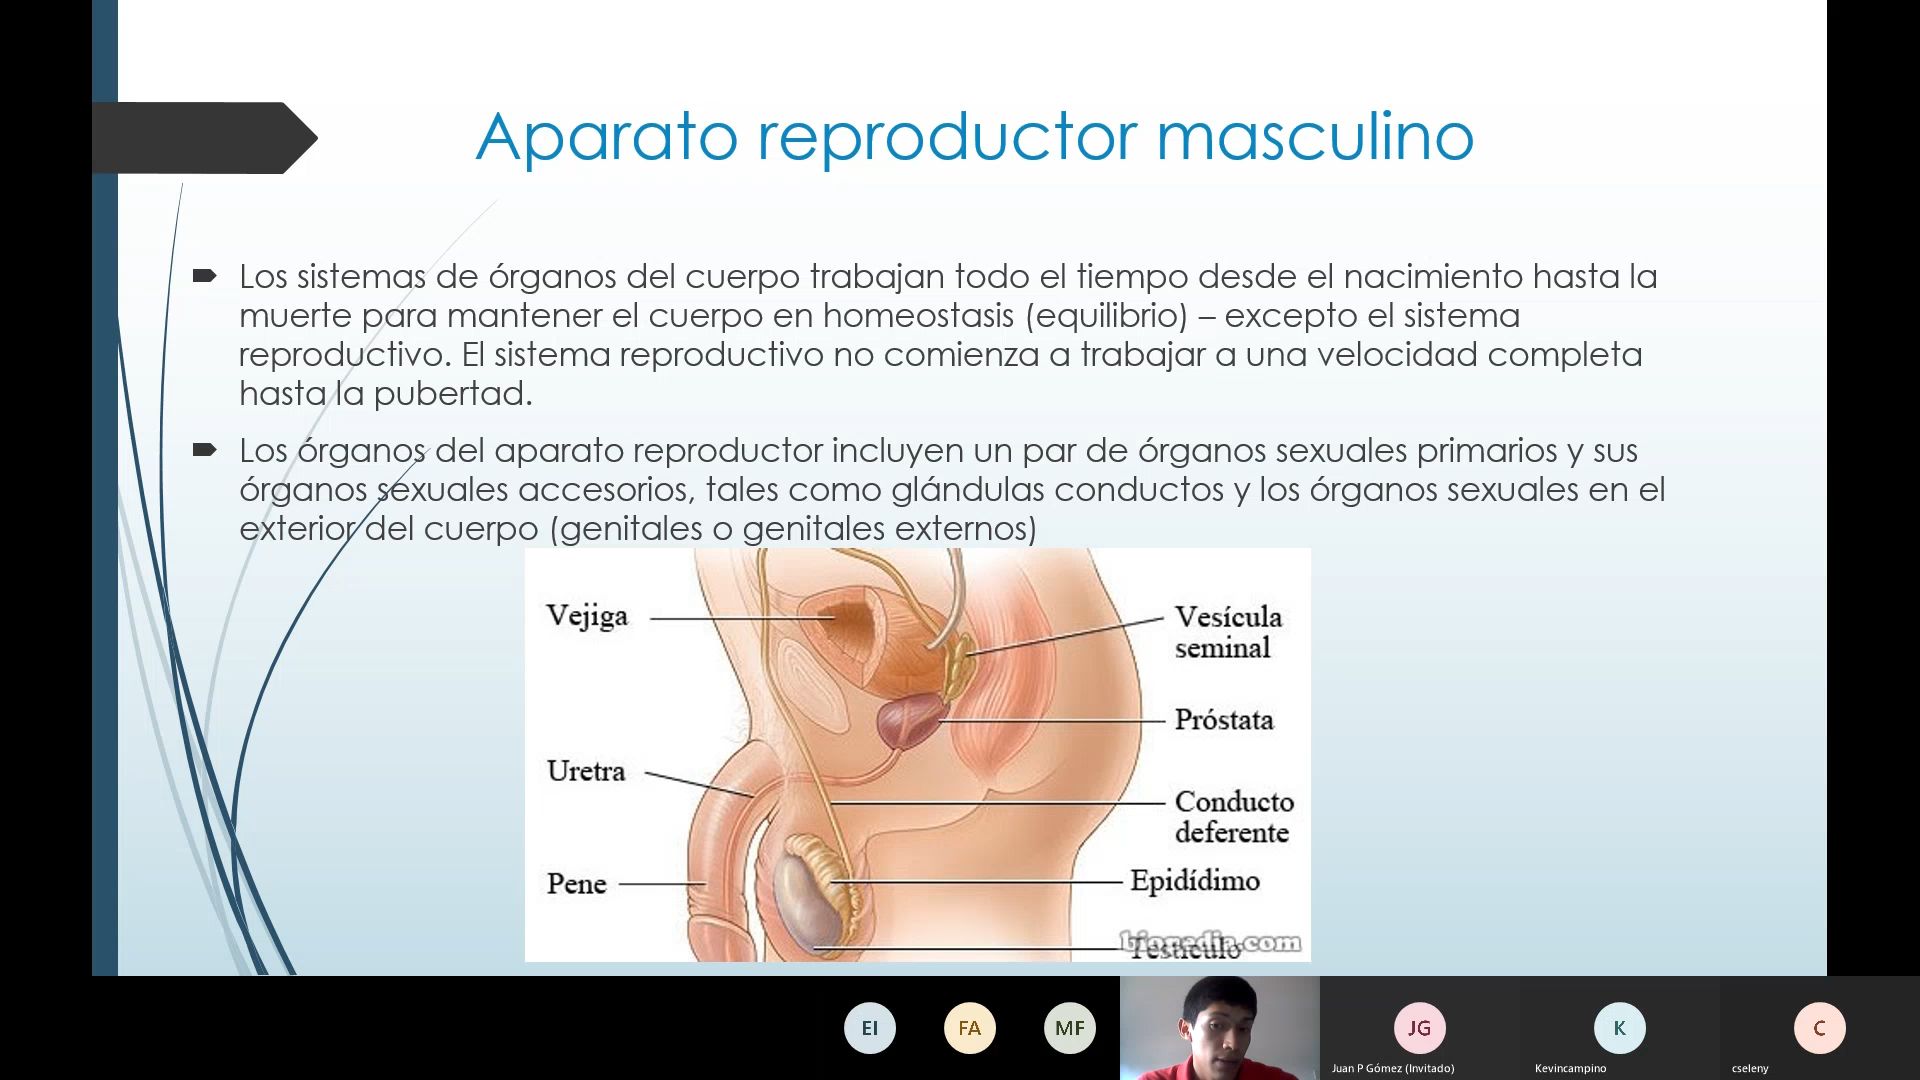 Aparato reproductor masculino
Los sistemas de órganos del cuerpo trabajan todo el tiempo desde el nacimiento hasta la
muerte para mantener el cuerpo en homeostasis (equilibrio) – excepto el sistema
reproductivo. El sistema reproductivo no comienza a trabajar a una velocidad completa
hasta la pubertad.
Los órganos del aparato reproductor incluyen un par de órganos sexuales primarios y sus
órganos sexuales accesorios, tales como glándulas conductos y los órganos sexuales en el
exterior del cuerpo (genitales o genitales externos)
Vejiga
Vesícula
seminal
Próstata
Uretra
Conducto
deferente
Pene
Epidídimo
biopedia.com
Testículo
EI
FA
MF
JG
K
C
Juan P Gómez (Invitado)
Kevincampino
cseleny